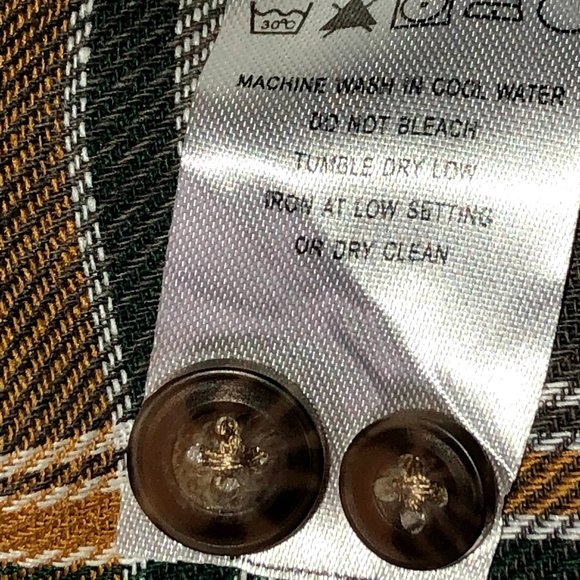 30°C
MACHINE WASH IN COOL WATER
DO NOT BLEACH
TUMBLE DRY LOW
IRON AT LOW SETTING
OR DRY CLEAN